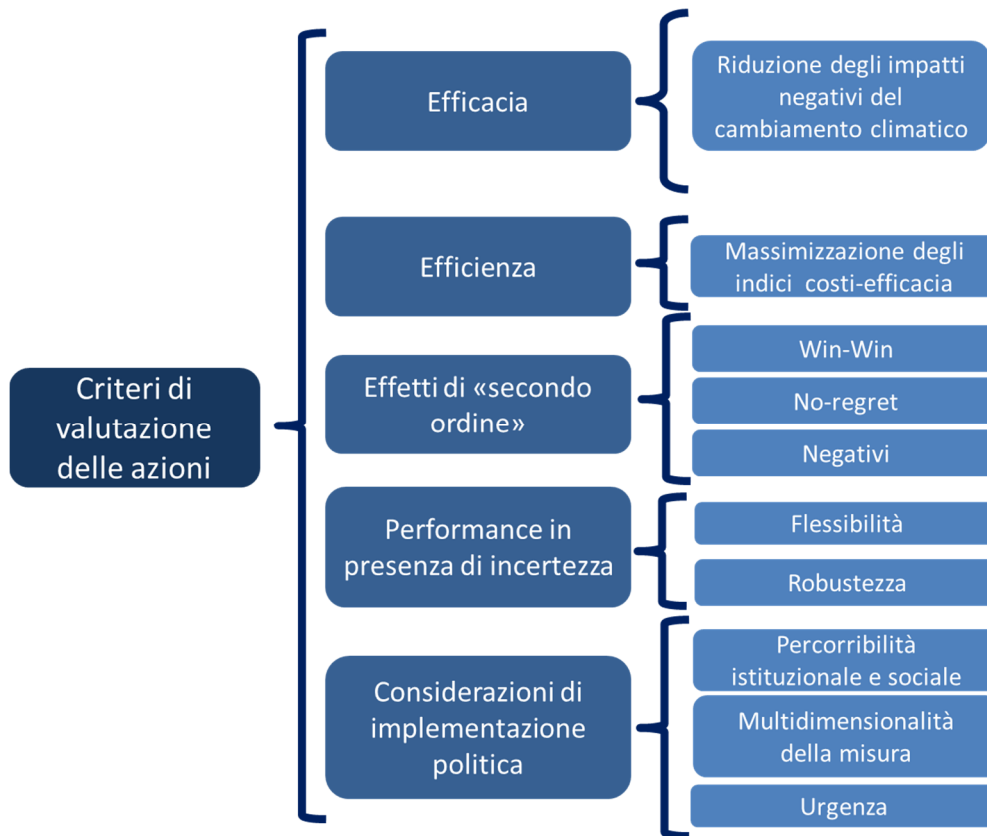 Criteri di
valutazione
delle azioni
Efficacia
Riduzione degli impatti
negativi del
cambiamento climatico
Efficienza
Massimizzazione degli
indici costi-efficacia
Effetti di «secondo
ordine»
Win-Win
No-regret
Negativi
Performance in
presenza di incertezza
Flessibilità
Robustezza
Considerazioni di
implementazione
politica
Percorribilità
istituzionale e sociale
Multidimensionalità
della misura
Urgenza